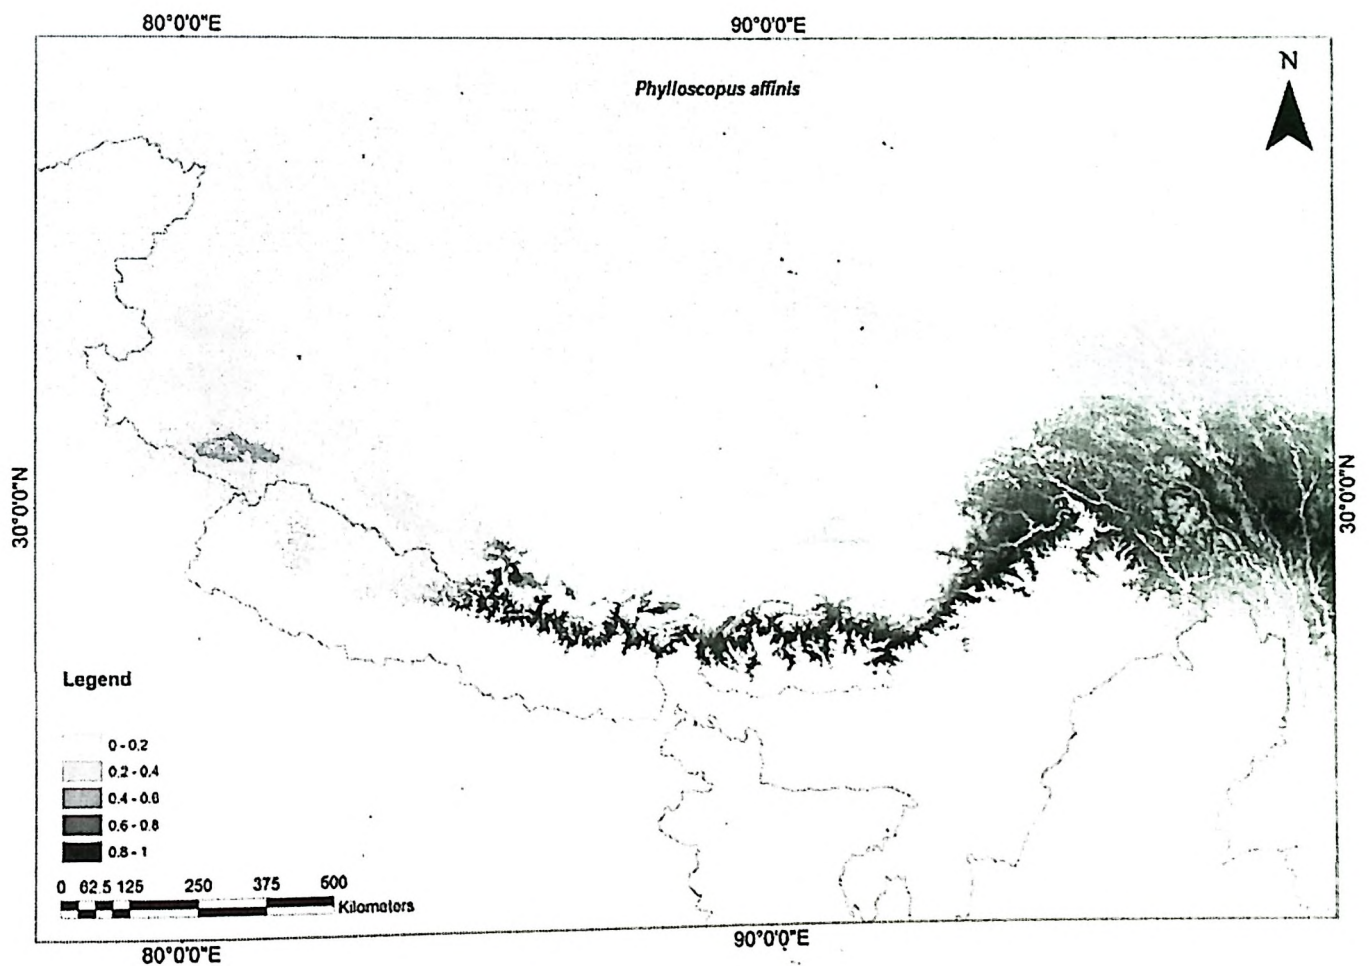 80°0'0"E 90°0'0"E
N
Phylloscopus affinis
30°0'0"N 30°0'0"N
Legend
0 - 0.2
0.2 - 0.4
0.4 - 0.6
0.6 - 0.8
0.8 - 1
0 62.5 125 250 375 500
Kilometers
80°0'0"E 90°0'0"E